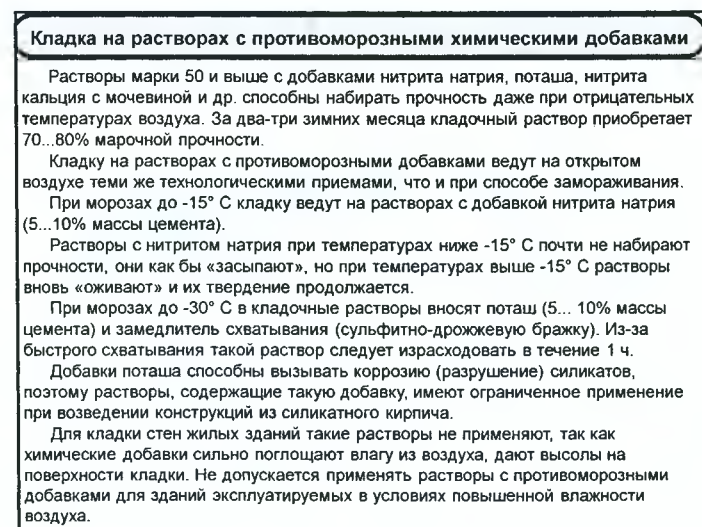 Кладка на растворах с противоморозными химическими добавками
Растворы марки 50 и выше с добавками нитрита натрия, поташа, нитрита
кальция с мочевиной и др. способны набирать прочность даже при отрицательных
температурах воздуха. За два-три зимних месяца кладочный раствор приобретает
70...80% марочной прочности.
Кладку на растворах с противоморозными добавками ведут на открытом
воздухе теми же технологическими приемами, что и при способе замораживания.
При морозах до -15° С кладку ведут на растворах с добавкой нитрита натрия
(5...10% массы цемента).
Растворы с нитритом натрия при температурах ниже -15° С почти не набирают
прочности, они как бы «засыпают», но при температурах выше -15° С растворы
вновь «оживают» и их твердение продолжается.
При морозах до -30° С в кладочные растворы вносят поташ (5... 10% массы
цемента) и замедлитель схватывания (сульфитно-дрожжевую бражку). Из-за
быстрого схватывания такой раствор следует израсходовать в течение 1 ч.
Добавки поташа способны вызывать коррозию (разрушение) силикатов,
поэтому растворы, содержащие такую добавку, имеют ограниченное применение
при возведении конструкций из силикатного кирпича.
Для кладки стен жилых зданий такие растворы не применяют, так как
химические добавки сильно поглощают влагу из воздуха, дают высолы на
поверхности кладки. Не допускается применять растворы с противоморозными
добавками для зданий эксплуатируемых в условиях повышенной влажности
воздуха.